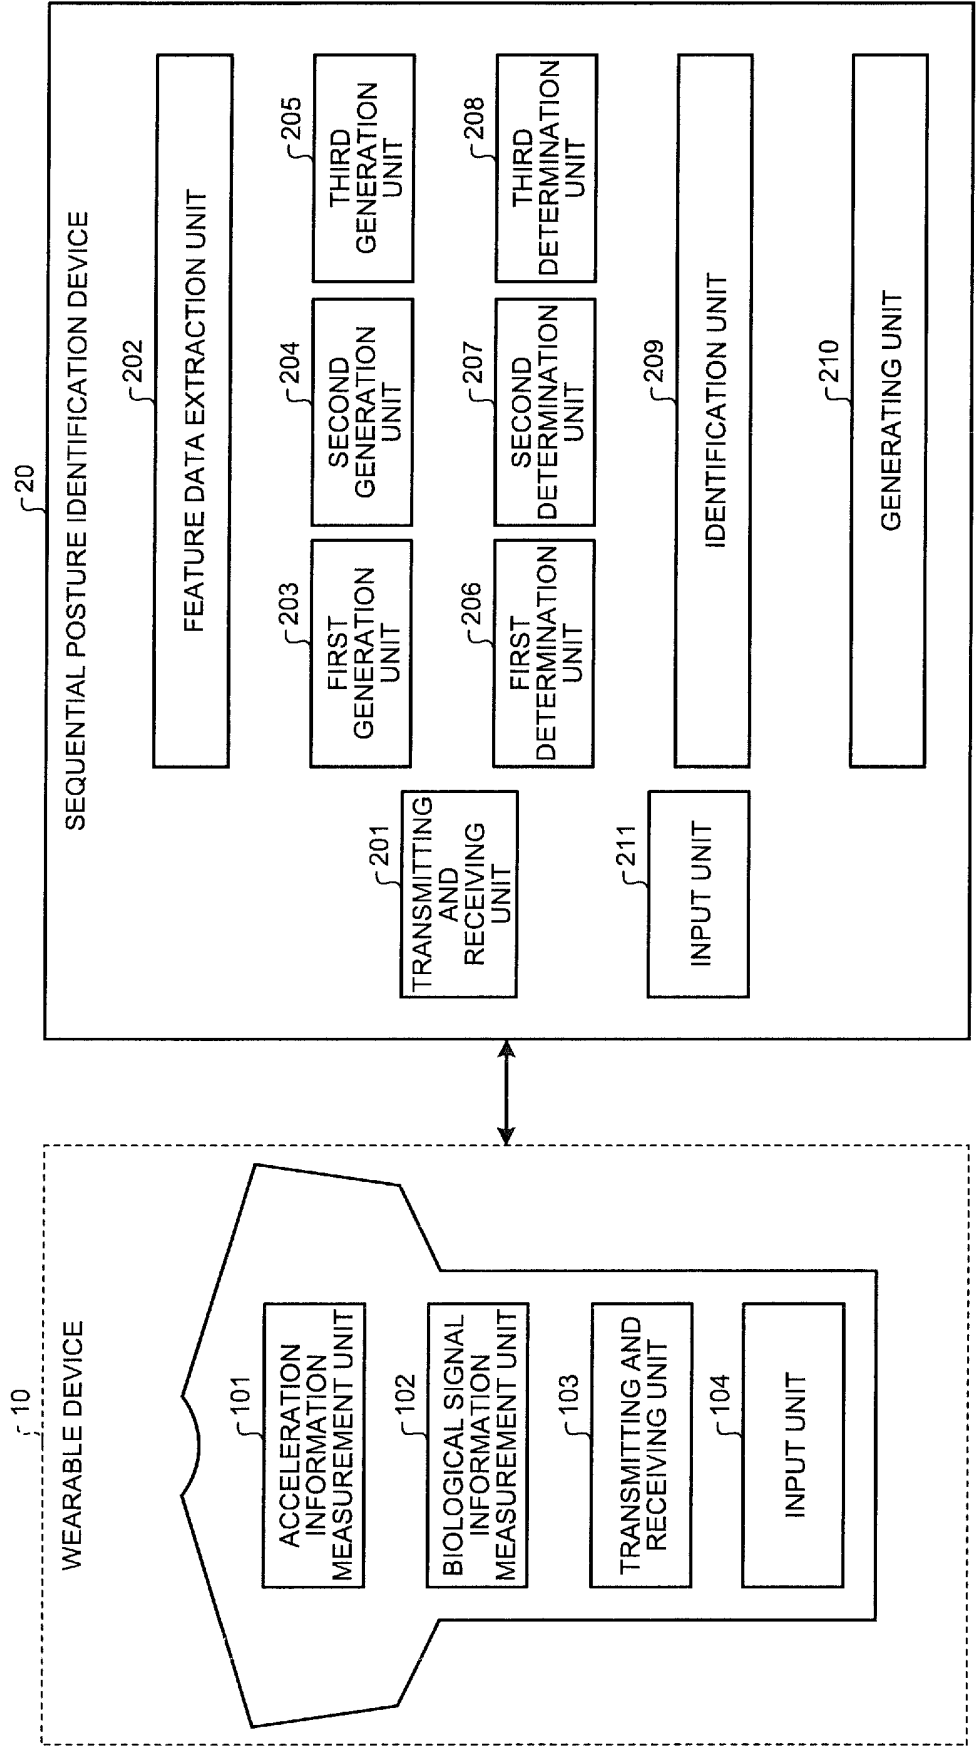 10
WEARABLE DEVICE
101
ACCELERATION
INFORMATION
MEASUREMENT UNIT
102
BIOLOGICAL SIGNAL
INFORMATION
MEASUREMENT UNIT
103
TRANSMITTING AND
RECEIVING UNIT
104
INPUT UNIT
20
SEQUENTIAL POSTURE IDENTIFICATION DEVICE
201
TRANSMITTING
AND
RECEIVING
UNIT
211
INPUT UNIT
202
FEATURE DATA EXTRACTION UNIT
203
FIRST
GENERATION
UNIT
204
SECOND
GENERATION
UNIT
205
THIRD
GENERATION
UNIT
206
FIRST
DETERMINATION
UNIT
207
SECOND
DETERMINATION
UNIT
208
THIRD
DETERMINATION
UNIT
209
IDENTIFICATION UNIT
210
GENERATING UNIT